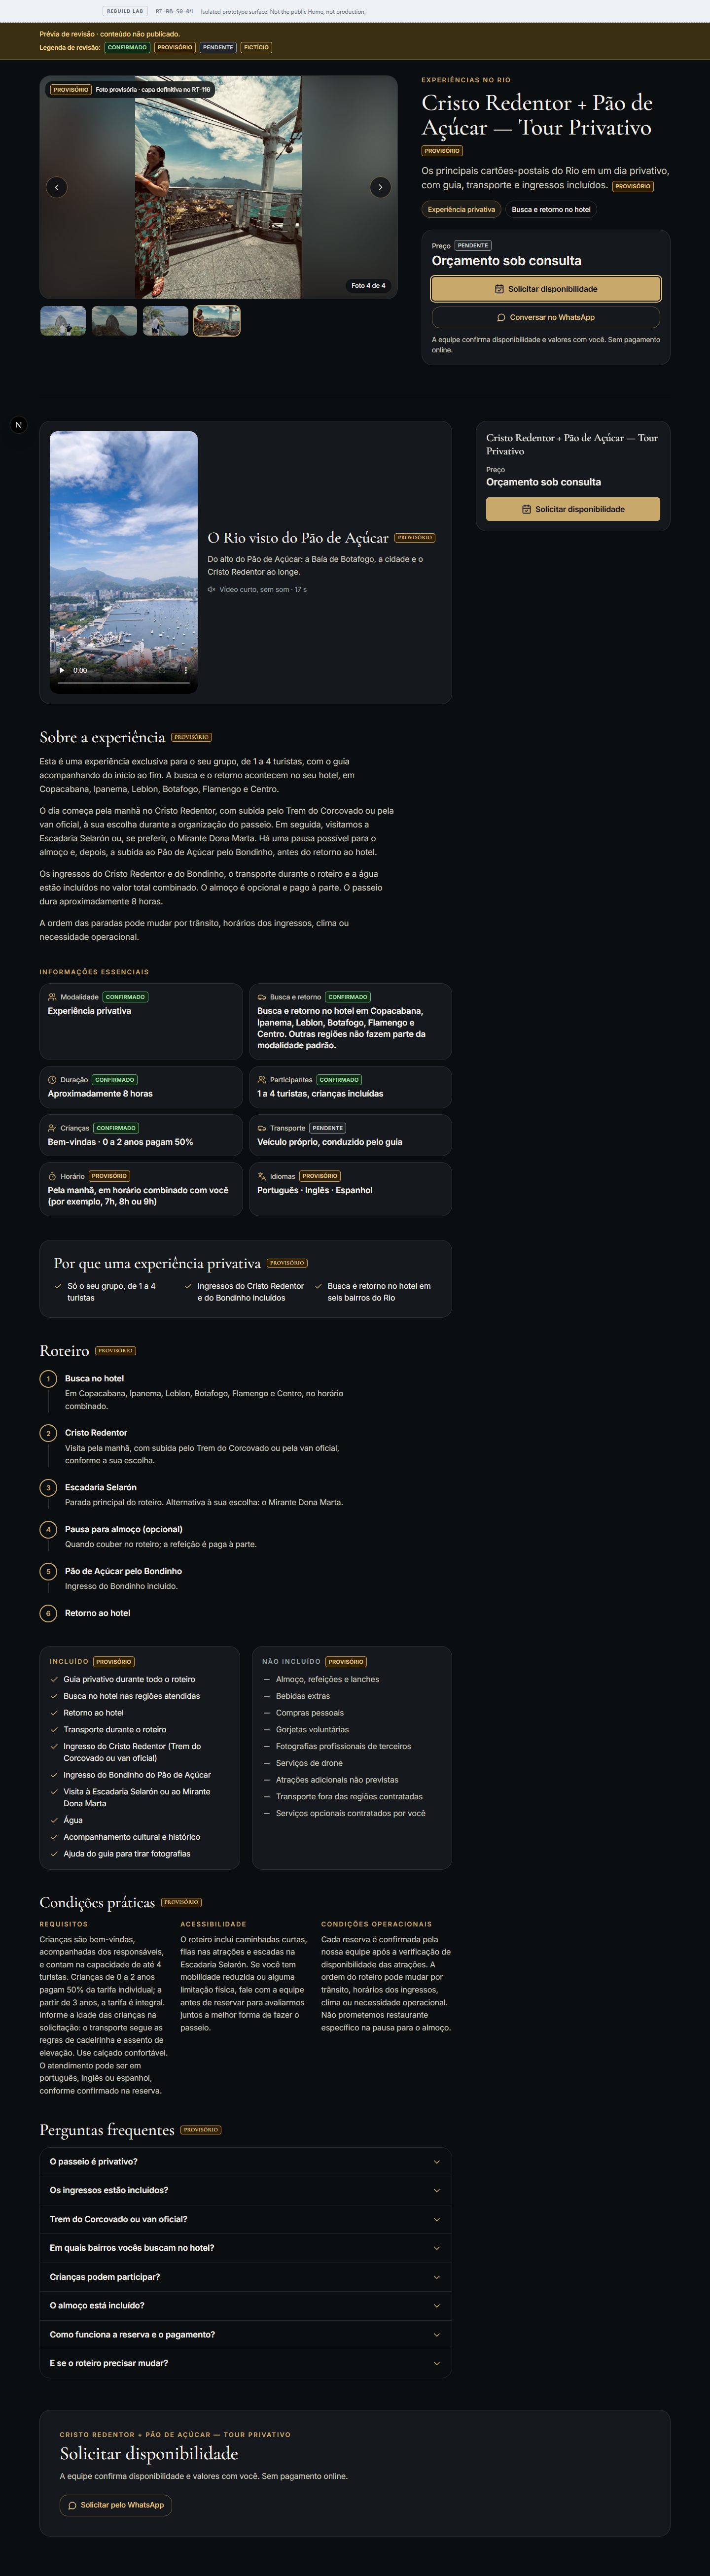 REBUILD LAB RT-RB-S0-04 Isolated prototype surface. Not the public Home, not production.
Prévia de revisão · conteúdo não publicado.
Legenda de revisão: CONFIRMADO PROVISÓRIO PENDENTE FICTÍCIO
PROVISÓRIO Foto provisória · capa definitiva no RT-116
Foto 4 de 4
EXPERIÊNCIAS NO RIO
Cristo Redentor + Pão de
Açúcar — Tour Privativo
PROVISÓRIO
Os principais cartões-postais do Rio em um dia privativo,
com guia, transporte e ingressos incluídos. PROVISÓRIO
Experiência privativa Busca e retorno no hotel
Preço PENDENTE
Orçamento sob consulta
Solicitar disponibilidade
Conversar no WhatsApp
A equipe confirma disponibilidade e valores com você. Sem pagamento
online.
N
O Rio visto do Pão de Açúcar PROVISÓRIO
Do alto do Pão de Açúcar: a Baía de Botafogo, a cidade e o
Cristo Redentor ao longe.
Vídeo curto, sem som · 17 s
0:00
Cristo Redentor + Pão de Açúcar — Tour
Privativo
Preço
Orçamento sob consulta
Solicitar disponibilidade
Sobre a experiência PROVISÓRIO
Esta é uma experiência exclusiva para o seu grupo, de 1 a 4 turistas, com o guia
acompanhando do início ao fim. A busca e o retorno acontecem no seu hotel, em
Copacabana, Ipanema, Leblon, Botafogo, Flamengo e Centro.
O dia começa pela manhã no Cristo Redentor, com subida pelo Trem do Corcovado ou pela
van oficial, à sua escolha durante a organização do passeio. Em seguida, visitamos a
Escadaria Selarón ou, se preferir, o Mirante Dona Marta. Há uma pausa possível para o
almoço e, depois, a subida ao Pão de Açúcar pelo Bondinho, antes do retorno ao hotel.
Os ingressos do Cristo Redentor e do Bondinho, o transporte durante o roteiro e a água
estão incluídos no valor total combinado. O almoço é opcional e pago à parte. O passeio
dura aproximadamente 8 horas.
A ordem das paradas pode mudar por trânsito, horários dos ingressos, clima ou
necessidade operacional.
INFORMAÇÕES ESSENCIAIS
Modalidade CONFIRMADO
Experiência privativa
Busca e retorno CONFIRMADO
Busca e retorno no hotel em Copacabana,
Ipanema, Leblon, Botafogo, Flamengo e
Centro. Outras regiões não fazem parte da
modalidade padrão.
Duração CONFIRMADO
Aproximadamente 8 horas
Participantes CONFIRMADO
1 a 4 turistas, crianças incluídas
Crianças CONFIRMADO
Bem-vindas · 0 a 2 anos pagam 50%
Transporte PENDENTE
Veículo próprio, conduzido pelo guia
Horário PROVISÓRIO
Pela manhã, em horário combinado com você
(por exemplo, 7h, 8h ou 9h)
Idiomas PROVISÓRIO
Português · Inglês · Espanhol
Por que uma experiência privativa PROVISÓRIO
Só o seu grupo, de 1 a 4
turistas
Ingressos do Cristo Redentor
e do Bondinho incluídos
Busca e retorno no hotel em
seis bairros do Rio
Roteiro PROVISÓRIO
1 Busca no hotel
Em Copacabana, Ipanema, Leblon, Botafogo, Flamengo e Centro, no horário
combinado.
2 Cristo Redentor
Visita pela manhã, com subida pelo Trem do Corcovado ou pela van oficial,
conforme a sua escolha.
3 Escadaria Selarón
Parada principal do roteiro. Alternativa à sua escolha: o Mirante Dona Marta.
4 Pausa para almoço (opcional)
Quando couber no roteiro; a refeição é paga à parte.
5 Pão de Açúcar pelo Bondinho
Ingresso do Bondinho incluído.
6 Retorno ao hotel
INCLUÍDO PROVISÓRIO
Guia privativo durante todo o roteiro
Busca no hotel nas regiões atendidas
Retorno ao hotel
Transporte durante o roteiro
Ingresso do Cristo Redentor (Trem do
Corcovado ou van oficial)
Ingresso do Bondinho do Pão de Açúcar
Visita à Escadaria Selarón ou ao Mirante
Dona Marta
Água
Acompanhamento cultural e histórico
Ajuda do guia para tirar fotografias
NÃO INCLUÍDO PROVISÓRIO
Almoço, refeições e lanches
Bebidas extras
Compras pessoais
Gorjetas voluntárias
Fotografias profissionais de terceiros
Serviços de drone
Atrações adicionais não previstas
Transporte fora das regiões contratadas
Serviços opcionais contratados por você
Condições práticas PROVISÓRIO
REQUISITOS
Crianças são bem-vindas,
acompanhadas dos responsáveis,
e contam na capacidade de até 4
turistas. Crianças de 0 a 2 anos
pagam 50% da tarifa individual; a
partir de 3 anos, a tarifa é integral.
Informe a idade das crianças na
solicitação: o transporte segue as
regras de cadeirinha e assento de
elevação. Use calçado confortável.
O atendimento pode ser em
português, inglês ou espanhol,
conforme confirmado na reserva.
ACESSIBILIDADE
O roteiro inclui caminhadas curtas,
filas nas atrações e escadas na
Escadaria Selarón. Se você tem
mobilidade reduzida ou alguma
limitação física, fale com a equipe
antes de reservar para avaliarmos
juntos a melhor forma de fazer o
passeio.
CONDIÇÕES OPERACIONAIS
Cada reserva é confirmada pela
nossa equipe após a verificação de
disponibilidade das atrações. A
ordem do roteiro pode mudar por
trânsito, horários dos ingressos,
clima ou necessidade operacional.
Não prometemos restaurante
específico na pausa para o almoço.
Perguntas frequentes PROVISÓRIO
O passeio é privativo?
Os ingressos estão incluídos?
Trem do Corcovado ou van oficial?
Em quais bairros vocês buscam no hotel?
Crianças podem participar?
O almoço está incluído?
Como funciona a reserva e o pagamento?
E se o roteiro precisar mudar?
CRISTO REDENTOR + PÃO DE AÇÚCAR — TOUR PRIVATIVO
Solicitar disponibilidade
A equipe confirma disponibilidade e valores com você. Sem pagamento online.
Solicitar pelo WhatsApp